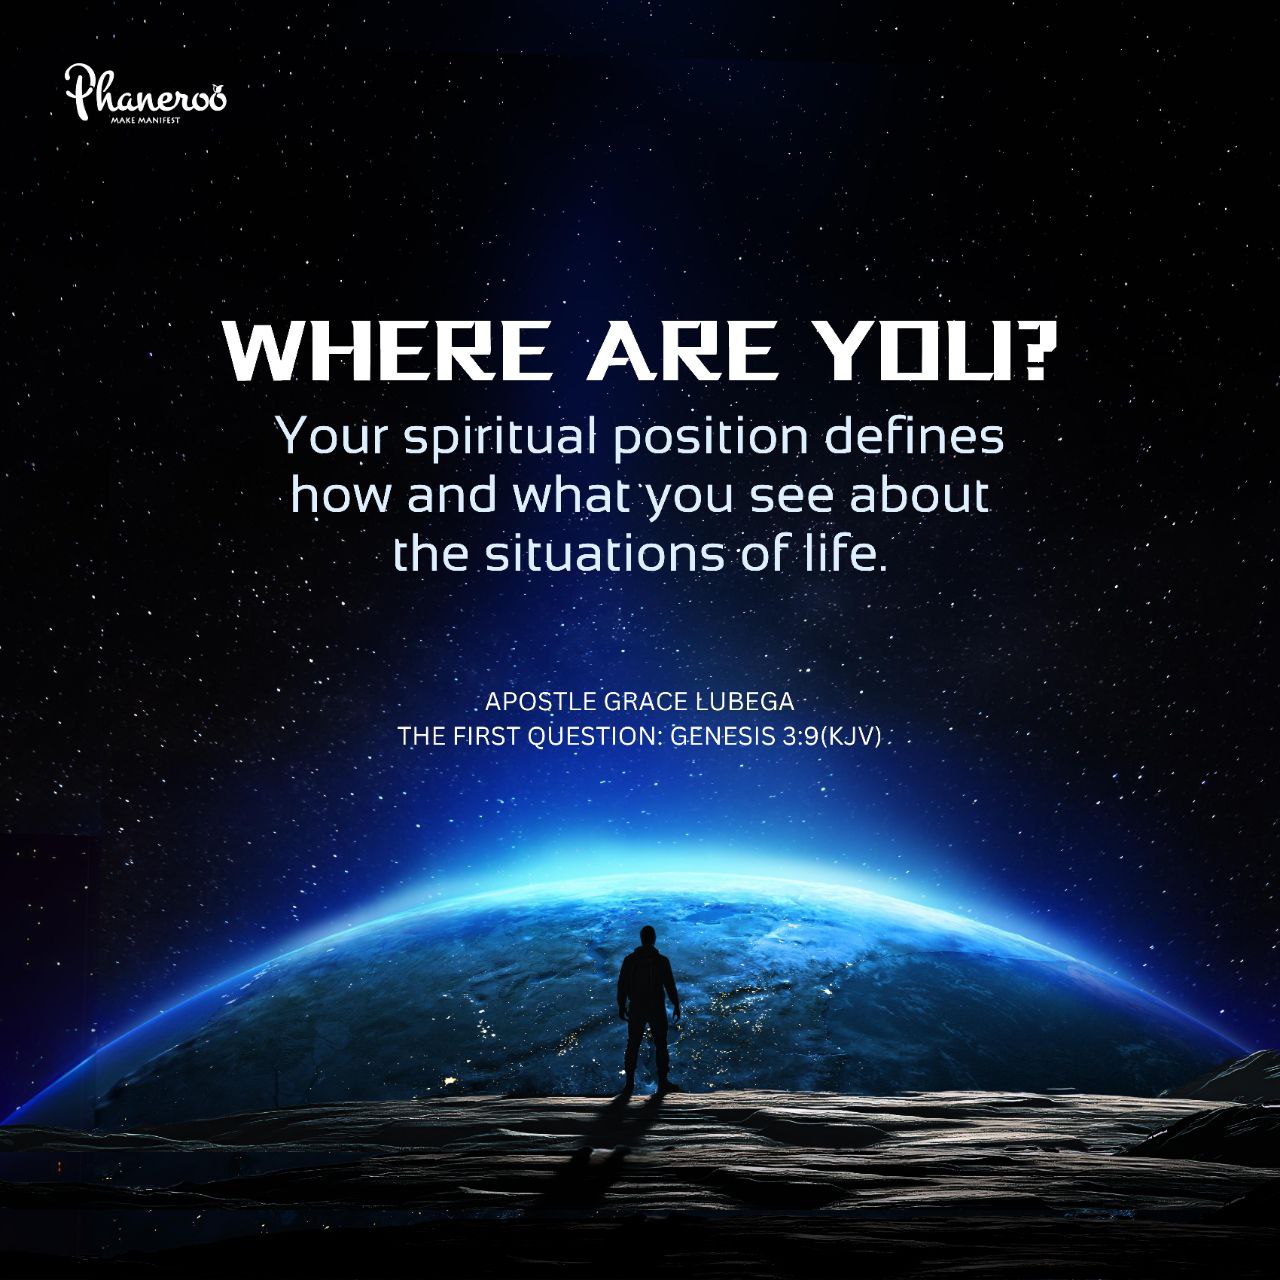 Phaneroo
MAKE MANIFEST
WHERE ARE YOU?
Your spiritual position defines
how and what you see about
the situations of life.
APOSTLE GRACE LUBEGA
THE FIRST QUESTION: GENESIS 3:9(KJV)